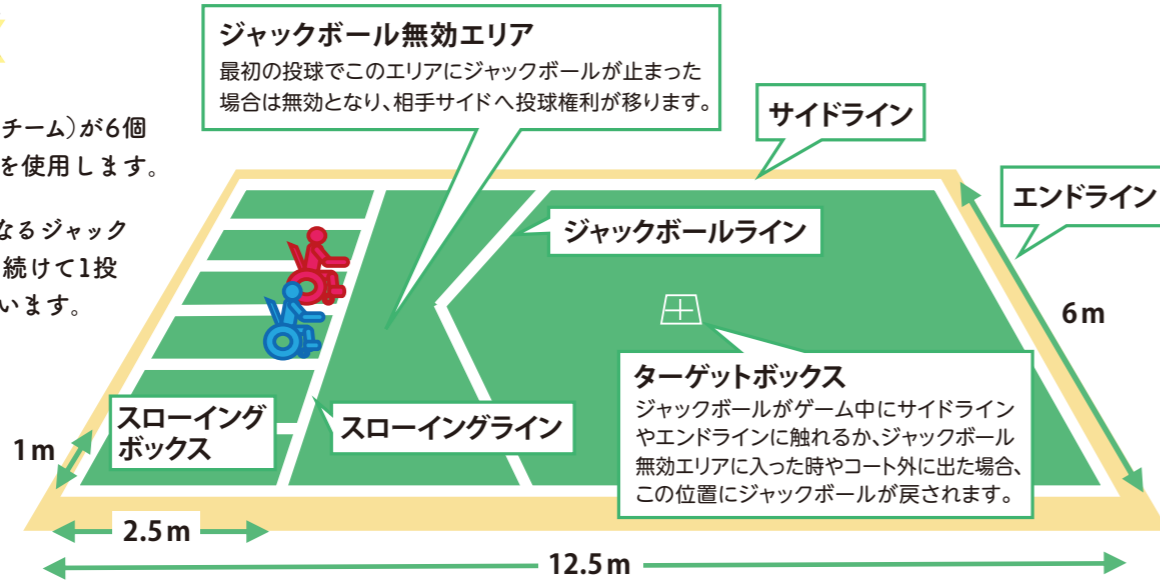 ジャックボール無効エリア
最初の投球でこのエリアにジャックボールが止まった
場合は無効となり、相手サイドへ投球権利が移ります。
チーム）が6個
を使用します。
なるジャック
続けて1投
います。
サイドライン
エンドライン
ジャックボールライン
6m
ターゲットボックス
ジャックボールがゲーム中にサイドライン
やエンドラインに触れるか、ジャックボール
無効エリアに入った時やコート外に出た場合、
この位置にジャックボールが戻されます。
スローイング
ボックス
スローイングライン
1m
2.5m
12.5m